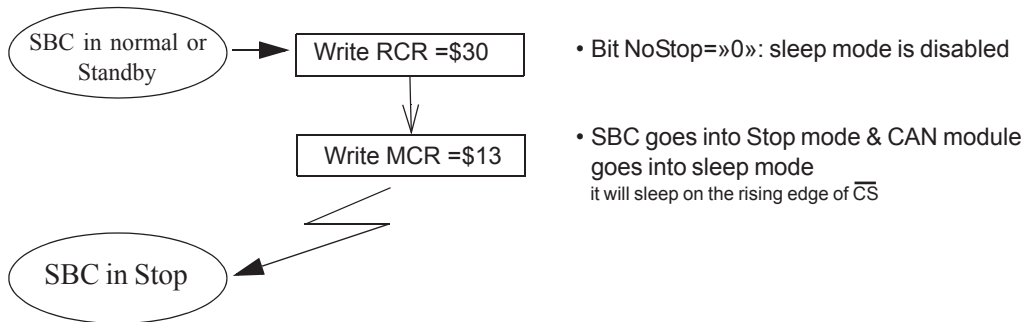 SBC in normal or
Standby
Write RCR =$30
• Bit NoStop=»0»: sleep mode is disabled
Write MCR =$13
• SBC goes into Stop mode & CAN module
goes into sleep mode
it will sleep on the rising edge of C̅S̅
SBC in Stop